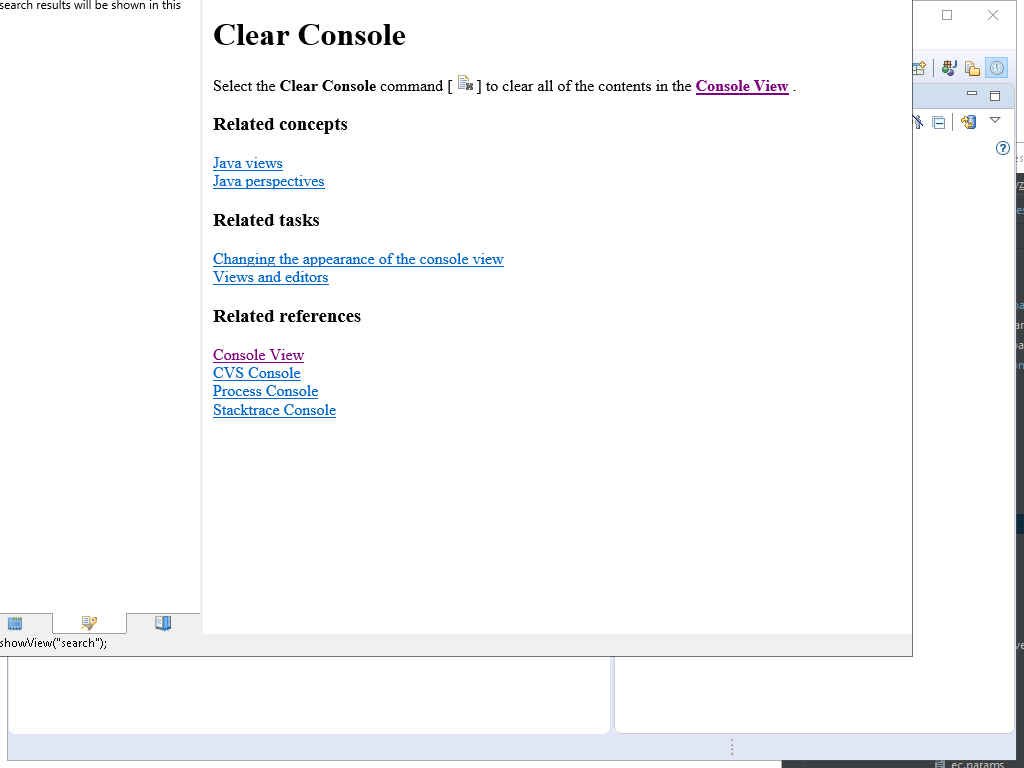 search results will be shown in this
Clear Console
Select the Clear Console command [ ] to clear all of the contents in the Console View .
Related concepts
Java views
Java perspectives
Related tasks
Changing the appearance of the console view
Views and editors
Related references
Console View
CVS Console
Process Console
Stacktrace Console
showView("search");
ec.params